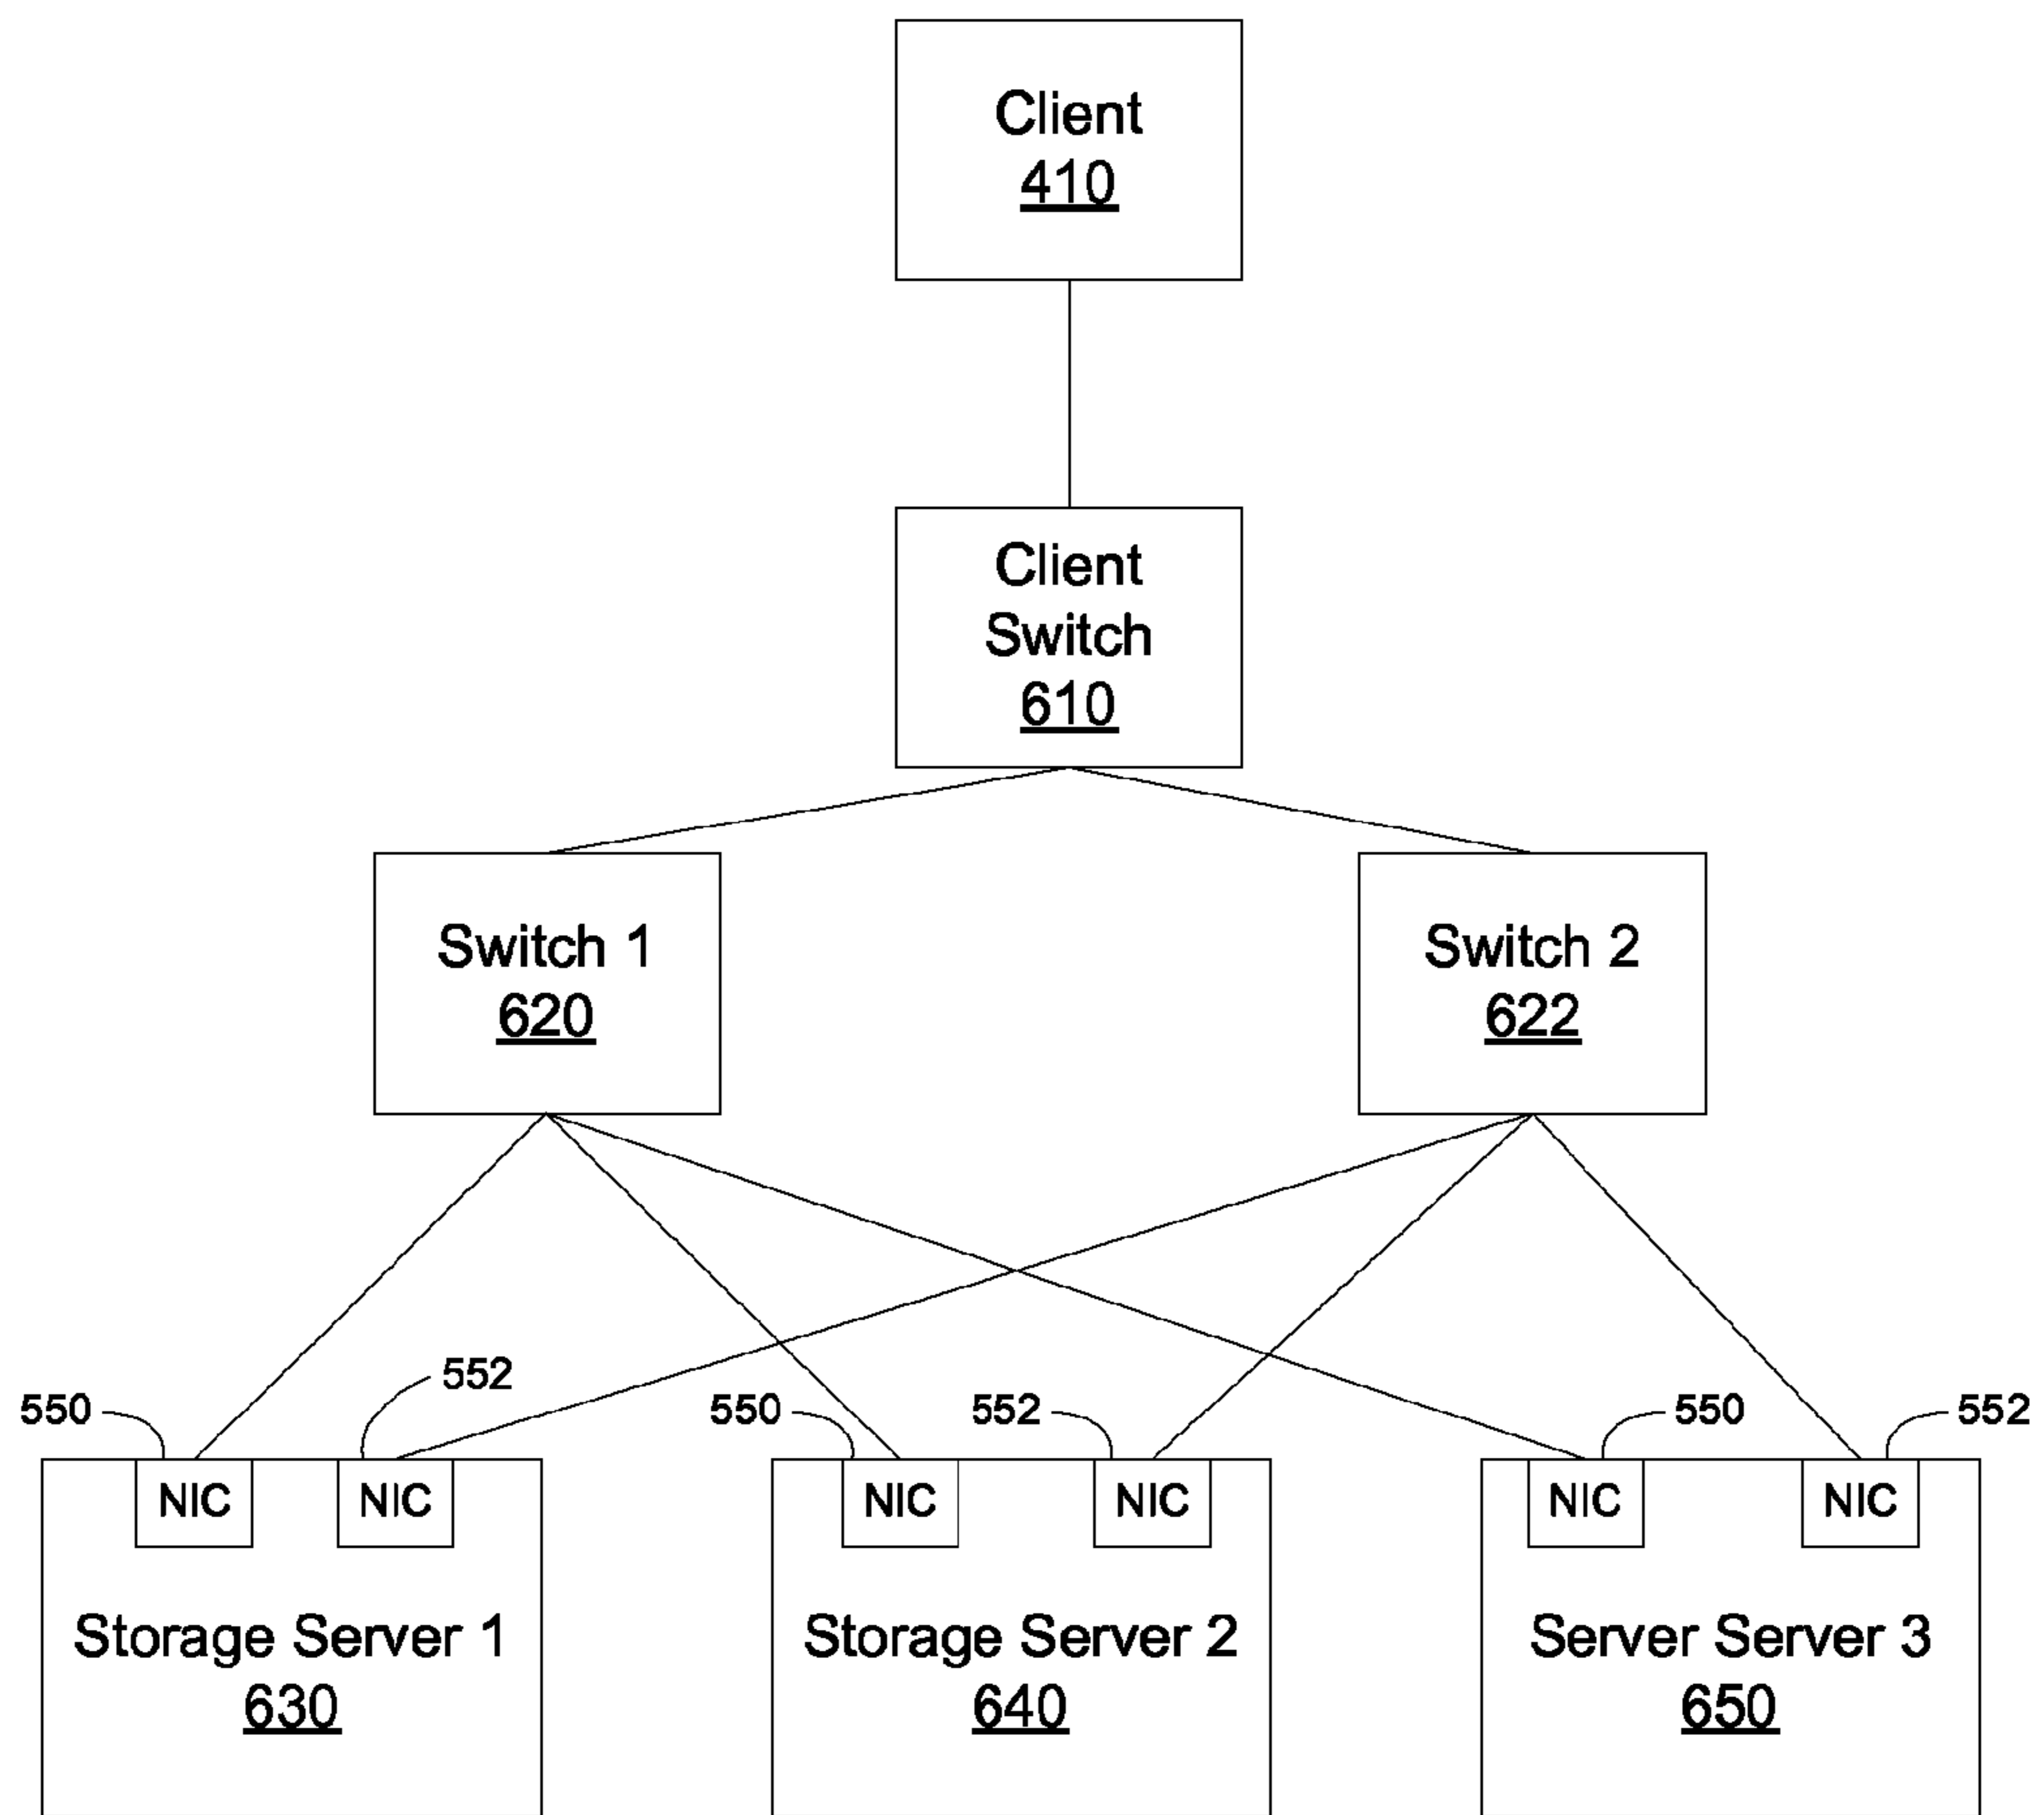 Client
410
Client
Switch
610
Switch 1
620
Switch 2
622
550
552
550
552
550
552
NIC
NIC
NIC
NIC
NIC
NIC
Storage Server 1
630
Storage Server 2
640
Server Server 3
650